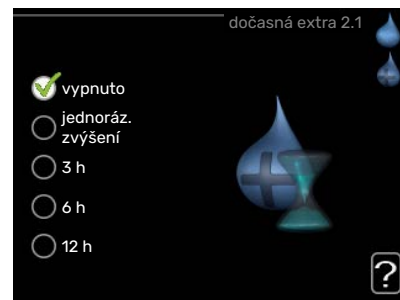 dočasná extra 2.1
vypnuto
jednoráz.
zvýšení
3 h
6 h
12 h
?